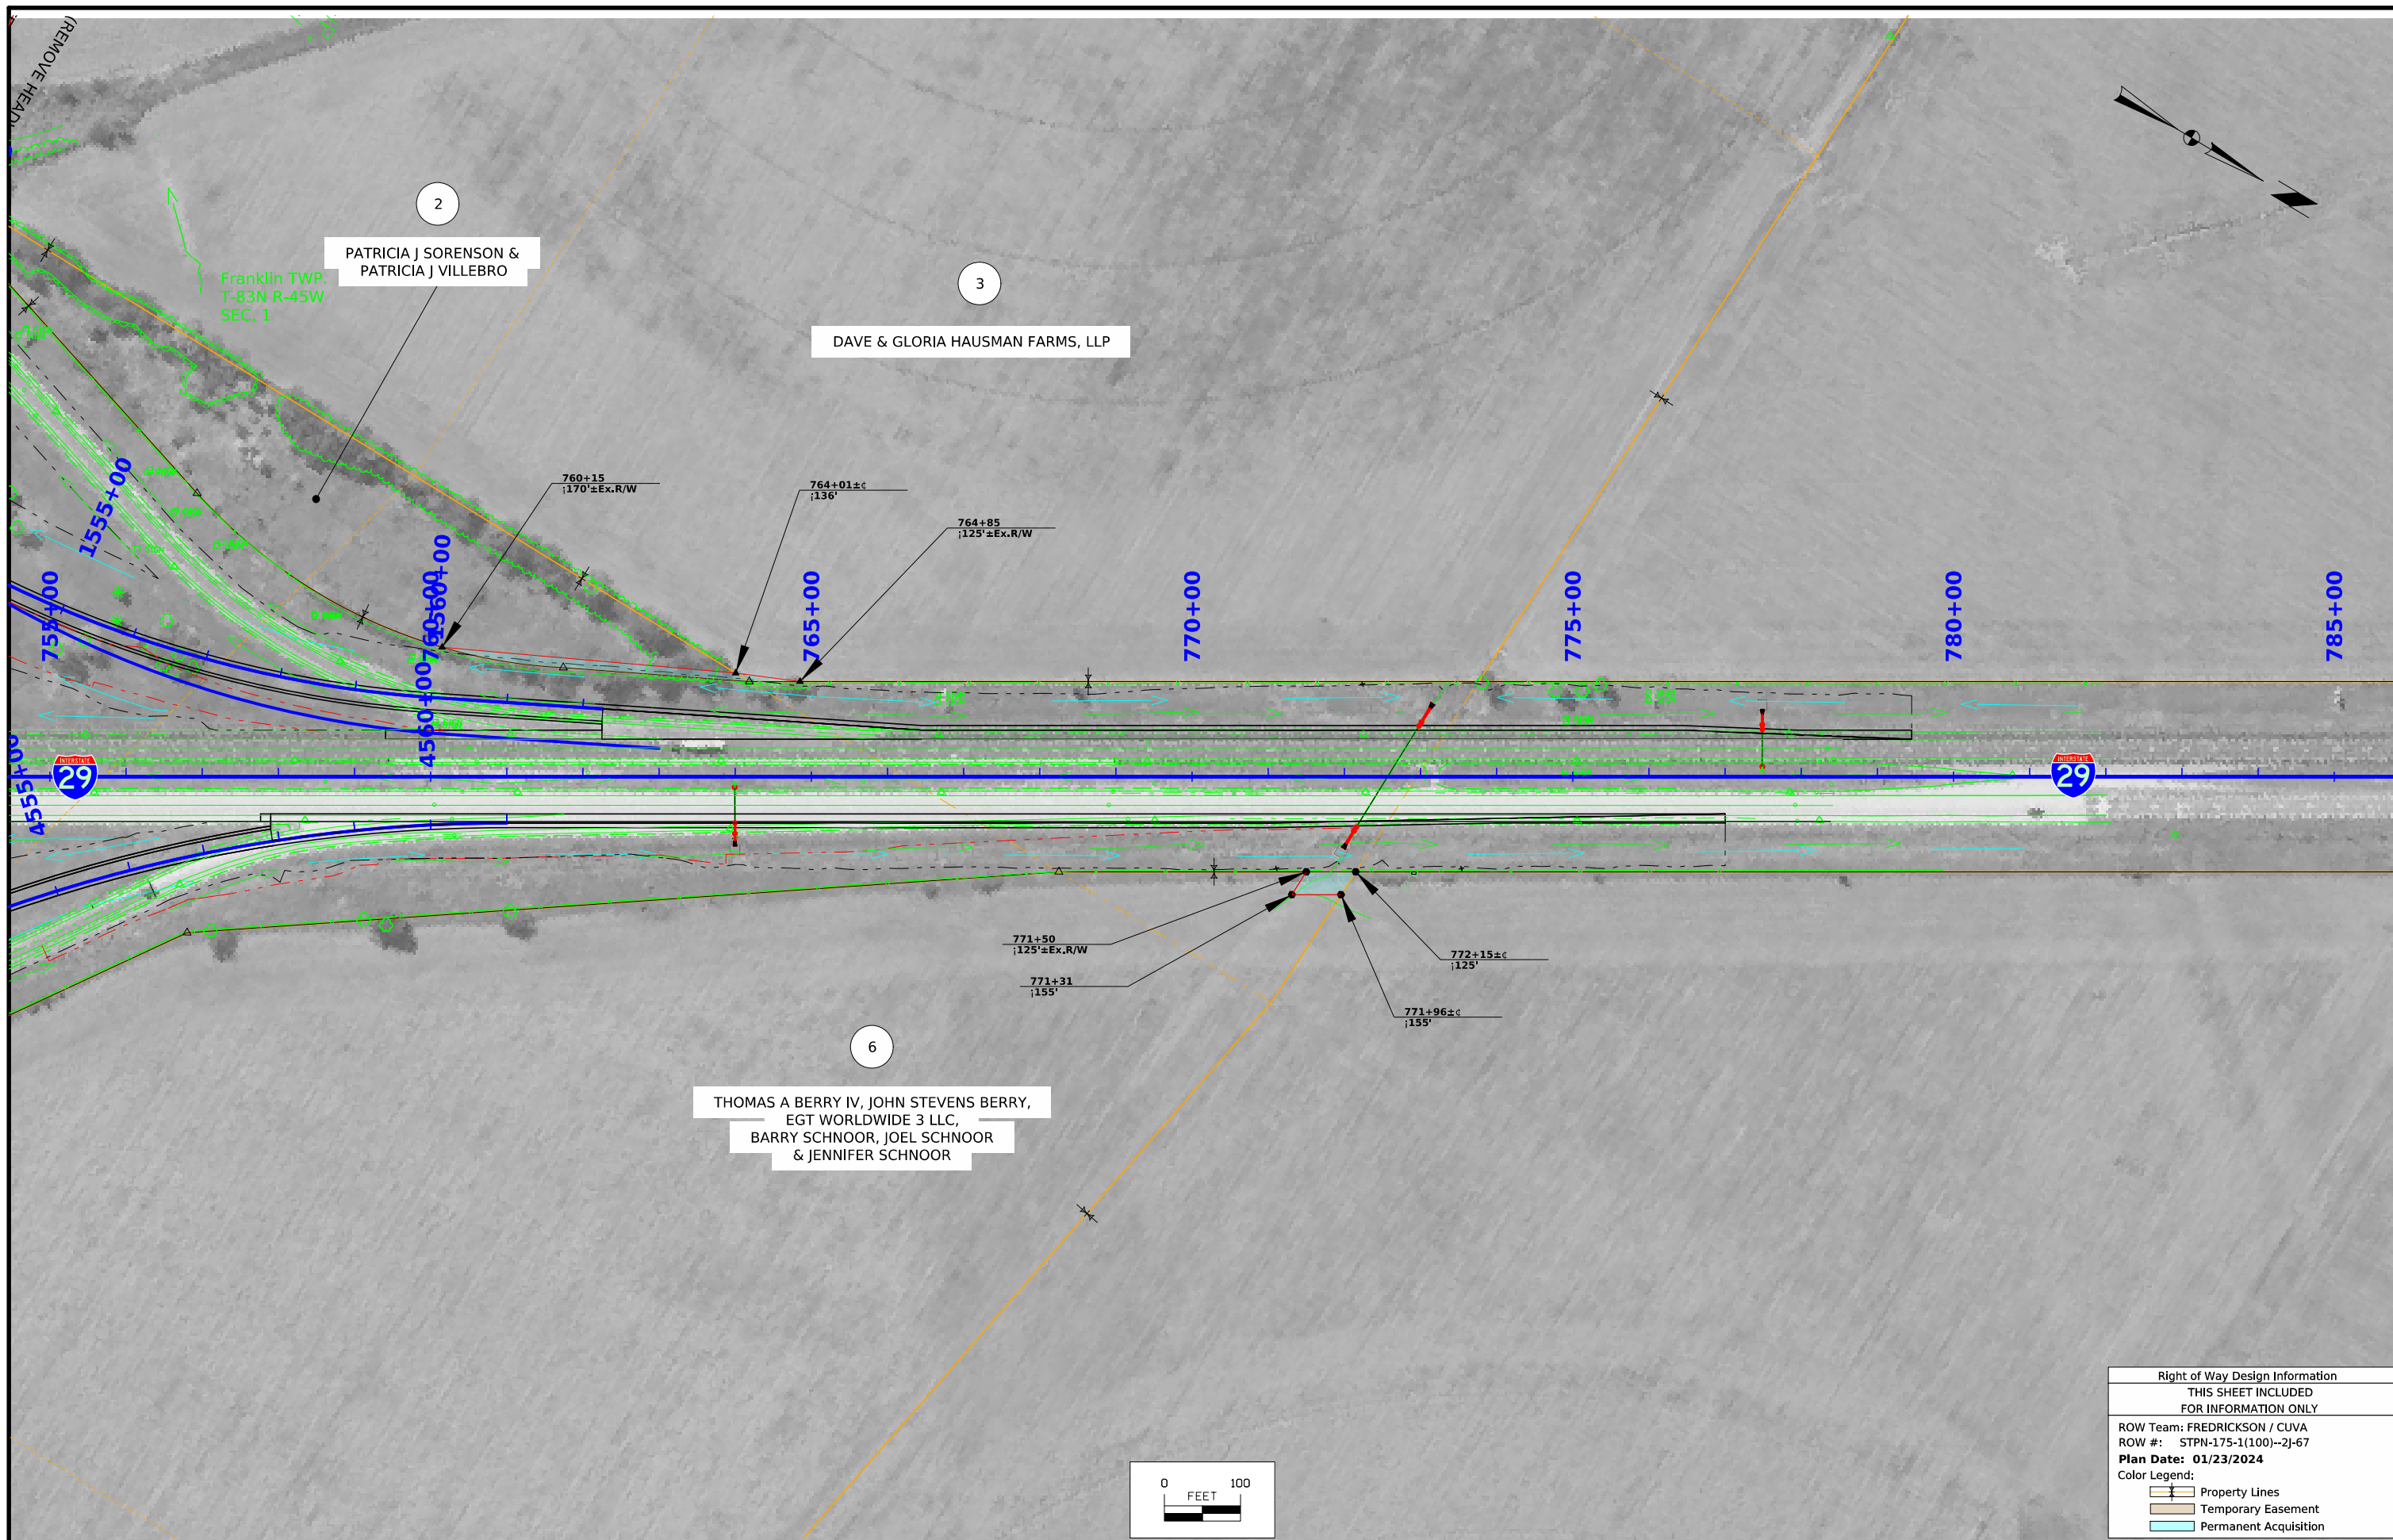 (REMOVE HEAD
2
PATRICIA J SORENSON &
PATRICIA J VILLEBRO
Franklin TWP.
T-83N R-45W
SEC. 1
3
DAVE & GLORIA HAUSMAN FARMS, LLP
760+15
¡170'±Ex.R/W
764+01±¢
¡136'
764+85
¡125'±Ex.R/W
1555+00
755+00
1560+00
760+00
765+00
770+00
775+00
780+00
785+00
4560+00
4555+00
INTERSTATE
29
INTERSTATE
29
771+50
¡125'±Ex.R/W
772+15±¢
¡125'
771+31
¡155'
771+96±¢
¡155'
6
THOMAS A BERRY IV, JOHN STEVENS BERRY,
EGT WORLDWIDE 3 LLC,
BARRY SCHNOOR, JOEL SCHNOOR
& JENNIFER SCHNOOR
0 100
FEET
Right of Way Design Information
THIS SHEET INCLUDED
FOR INFORMATION ONLY
ROW Team: FREDRICKSON / CUVA
ROW #: STPN-175-1(100)--2J-67
Plan Date: 01/23/2024
Color Legend:
Property Lines
Temporary Easement
Permanent Acquisition